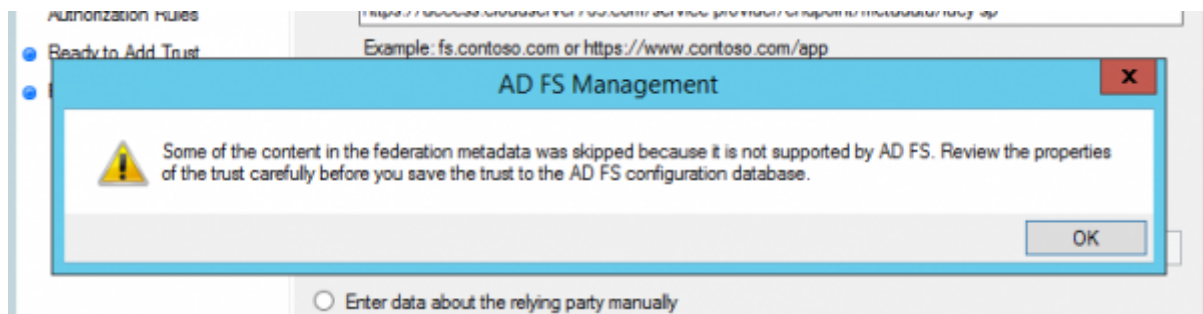 Authorization Rules
Ready to Add Trust
Example: fs.contoso.com or https://www.contoso.com/app
AD FS Management
x
Some of the content in the federation metadata was skipped because it is not supported by AD FS. Review the properties
of the trust carefully before you save the trust to the AD FS configuration database.
OK
Enter data about the relying party manually